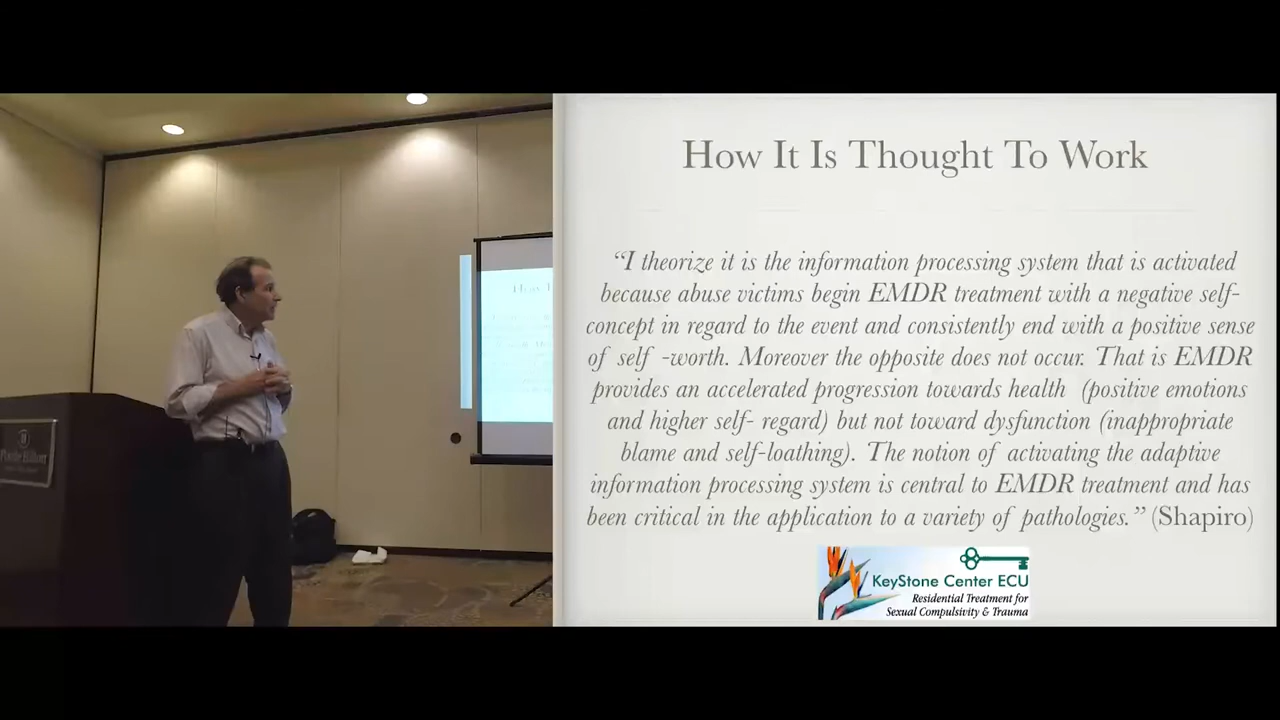 How It Is Thought To Work
“I theorize it is the information processing system that is activated
because abuse victims begin EMDR treatment with a negative self-
concept in regard to the event and consistently end with a positive sense
of self -worth. Moreover the opposite does not occur. That is EMDR
provides an accelerated progression towards health (positive emotions
and higher self- regard) but not toward dysfunction (inappropriate
blame and self-loathing). The notion of activating the adaptive
information processing system is central to EMDR treatment and has
been critical in the application to a variety of pathologies.” (Shapiro)
KeyStone Center ECU
Residential Treatment for
Sexual Compulsivity & Trauma